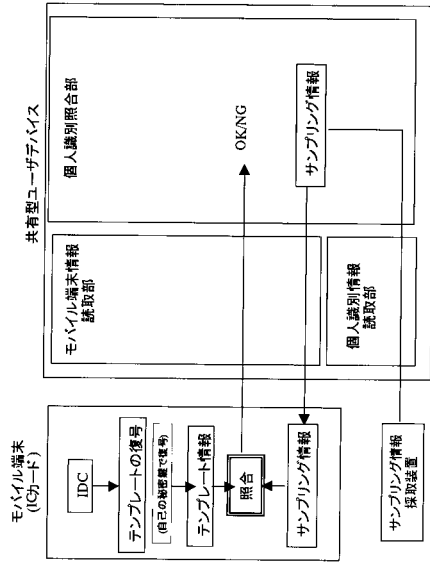 モバイル端末
(ICカード)
IDC
テンプレートの復号
(自己の秘密鍵で復号)
テンプレート情報
照合
サンプリング情報
サンプリング情報
採取装置
共有型ユーザデバイス
モバイル端末情報
読取部
個人識別情報
読取部
個人識別照合部
OK/NG
サンプリング情報